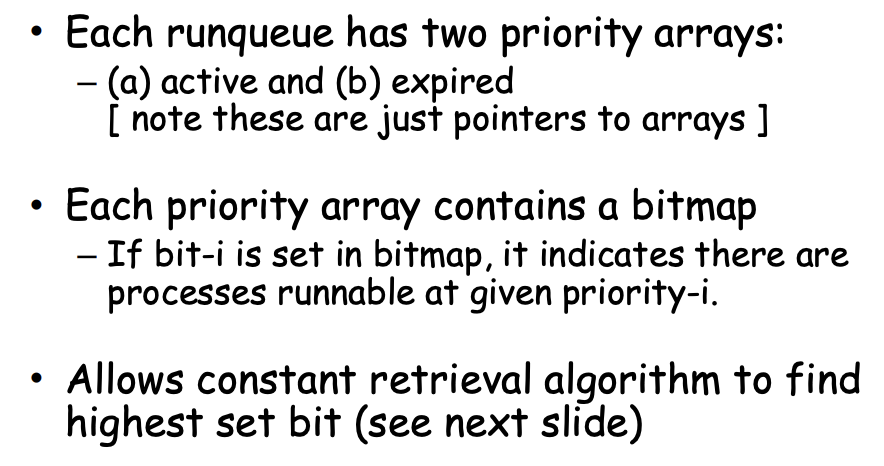 • Each runqueue has two priority arrays:
– (a) active and (b) expired
[ note these are just pointers to arrays ]
• Each priority array contains a bitmap
– If bit-i is set in bitmap, it indicates there are
processes runnable at given priority-i.
• Allows constant retrieval algorithm to find
highest set bit (see next slide)